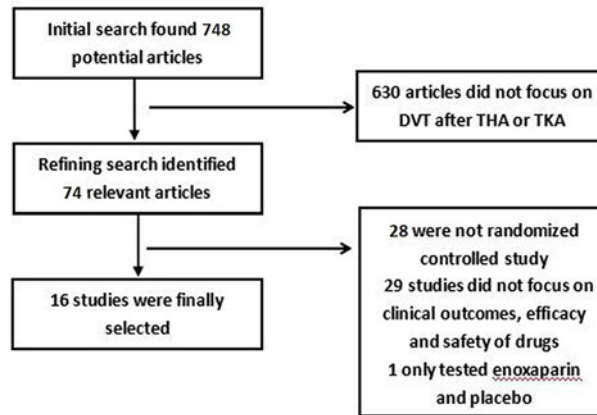 Initial search found 748
potential articles
630 articles did not focus on
DVT after THA or TKA
Refining search identified
74 relevant articles
28 were not randomized
controlled study
29 studies did not focus on
clinical outcomes, efficacy
and safety of drugs
1 only tested enoxaparin
and placebo
16 studies were finally
selected